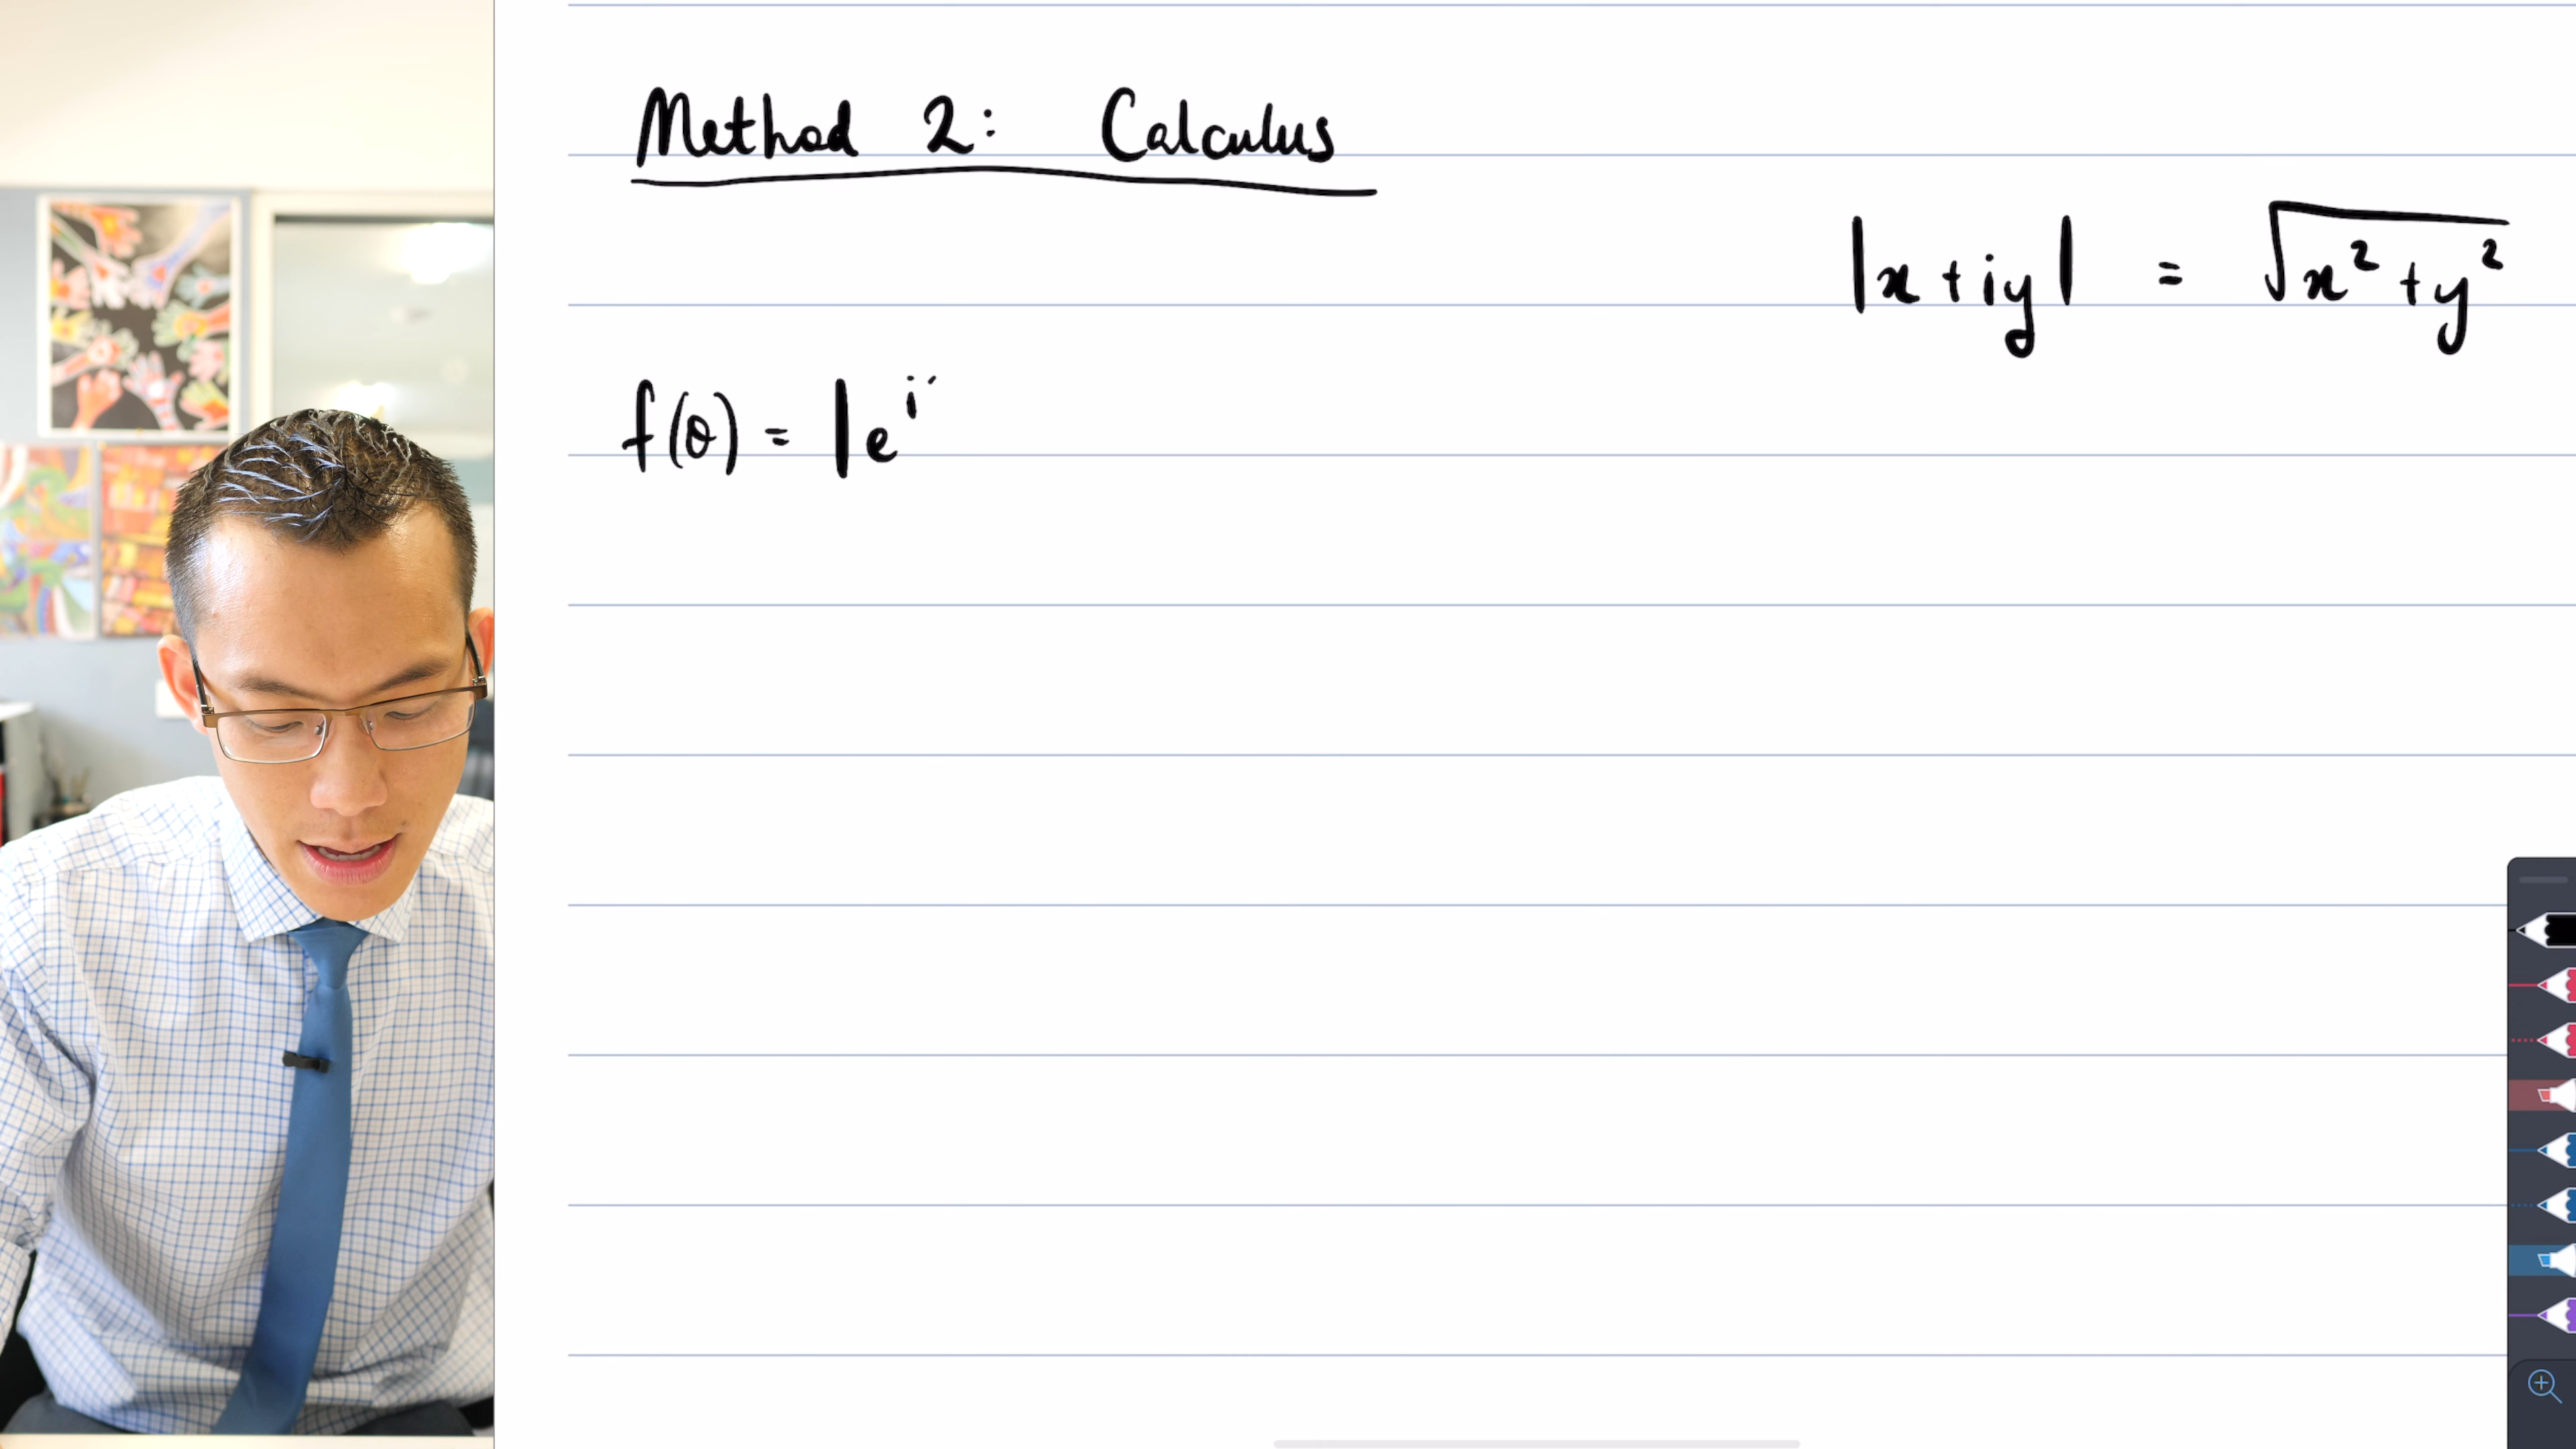 Method 2: Calculus
|x + iy| = √x² + y²
f(θ) = |e^i